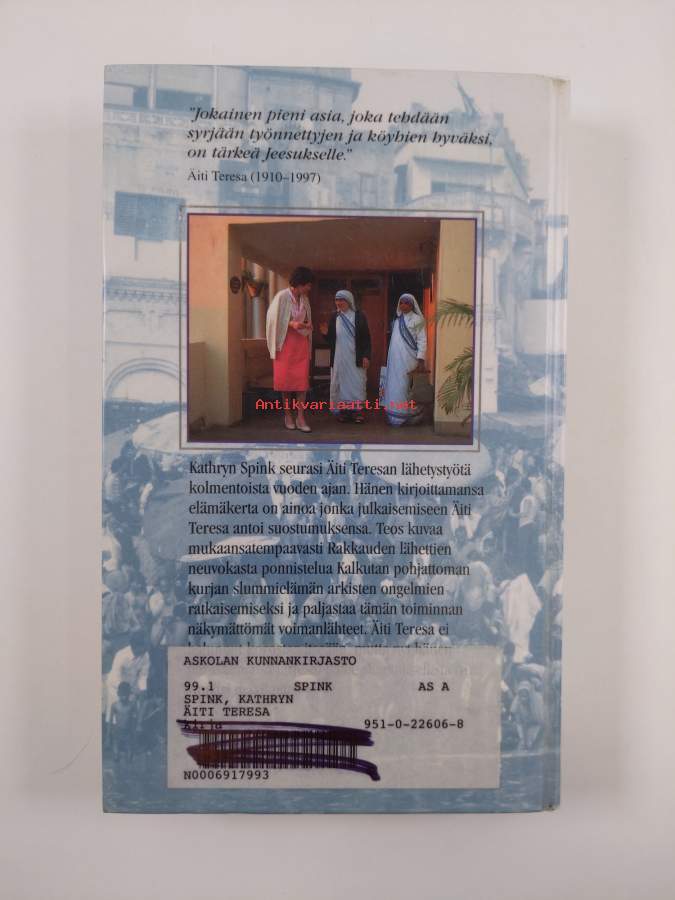 "Jokainen pieni asia, joka tehdään
syrjään työnnettyjen ja köyhien hyväksi,
on tärkeä Jeesukselle."
Äiti Teresa (1910–1997)
Antikvariaatti.net
Kathryn Spink seurasi Äiti Teresan lähetystyötä
kolmentoista vuoden ajan. Hänen kirjoittamansa
elämäkerta on ainoa jonka julkaisemiseen Äiti
Teresa antoi suostumuksensa. Teos kuvaa
mukaansatempaavasti Rakkauden lähettien
neuvokasta ponnistelua Kalkutan pohjattoman
kurjan slummielämän arkisten ongelmien
ratkaisemiseksi ja paljastaa tämän toiminnan
näkymättömät voimanlähteet. Äiti Teresa ei
ASKOLAN KUNNANKIRJASTO
99.1 SPINK AS A
SPINK, KATHRYN
ÄITI TERESA
Kirja 951-0-22606-8
N0006917993